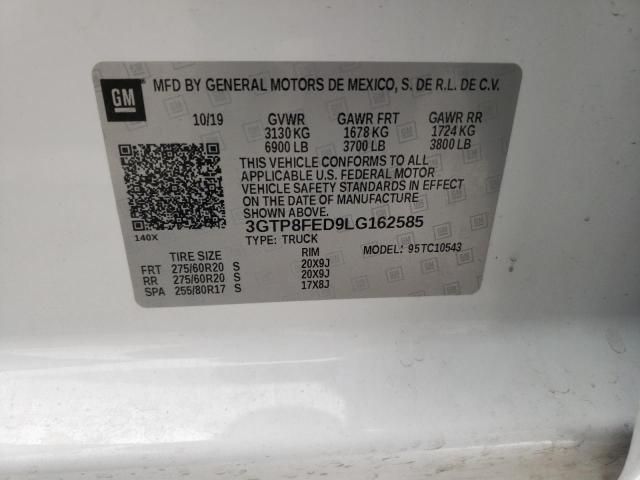 GM
MFD BY GENERAL MOTORS DE MEXICO, S. DE R.L. DE C.V.
10/19 GVWR GAWR FRT GAWR RR
3130 KG 1678 KG 1724 KG
6900 LB 3700 LB 3800 LB
THIS VEHICLE CONFORMS TO ALL
APPLICABLE U.S. FEDERAL MOTOR
VEHICLE SAFETY STANDARDS IN EFFECT
ON THE DATE OF MANUFACTURE
SHOWN ABOVE.
3GTP8FED9LG162585
140X
TYPE: TRUCK MODEL: 95TC10543
TIRE SIZE RIM
FRT 275/60R20 S 20X9J
RR 275/60R20 S 20X9J
SPA 255/80R17 S 17X8J